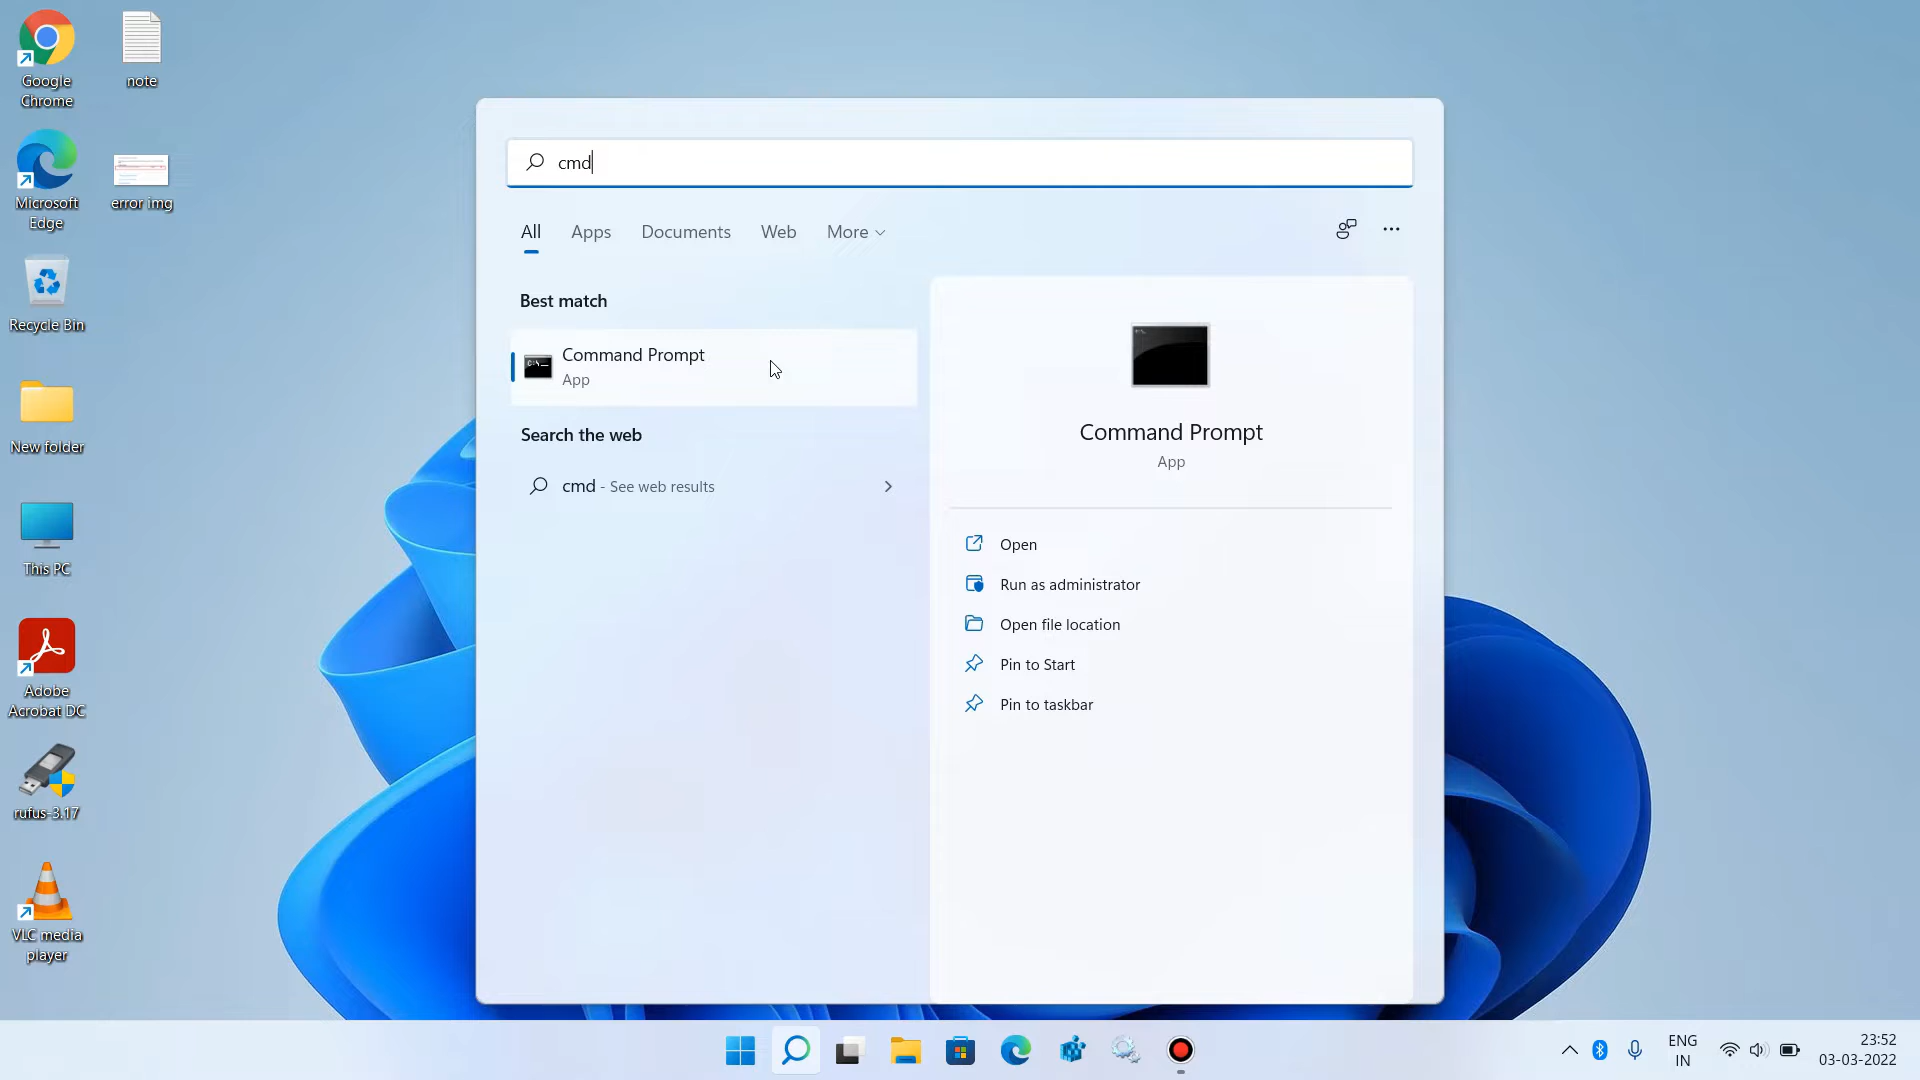 Google
Chrome
note
Microsoft
Edge
error img
Recycle Bin
New folder
This PC
Adobe
Acrobat DC
rufus-3.17
VLC media
player
cmd
All
Apps
Documents
Web
More
Best match
Command Prompt
App
Search the web
cmd - See web results
Command Prompt
App
Open
Run as administrator
Open file location
Pin to Start
Pin to taskbar
ENG
IN
23:52
03-03-2022